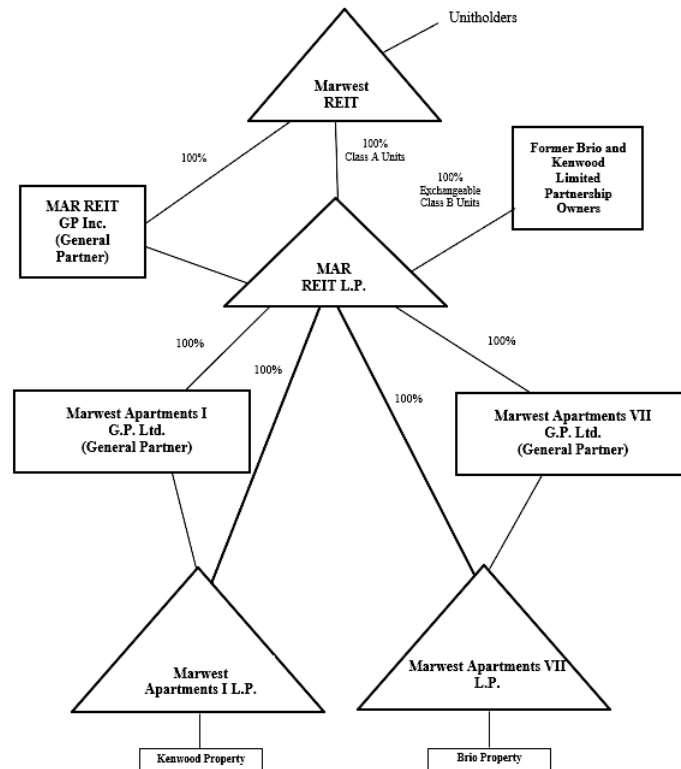 Unitholders
Marwest
REIT
100%
100%
Class A Units
100%
Exchangeable
Class B Units
Former Brio and
Kenwood
Limited
Partnership
Owners
MAR REIT
GP Inc.
(General
Partner)
MAR
REIT L.P.
100%
100%
100%
100%
Marwest Apartments I
G.P. Ltd.
(General Partner)
Marwest Apartments VII
G.P. Ltd.
(General Partner)
Marwest
Apartments I L.P.
Marwest Apartments VII
L.P.
Kenwood Property
Brio Property